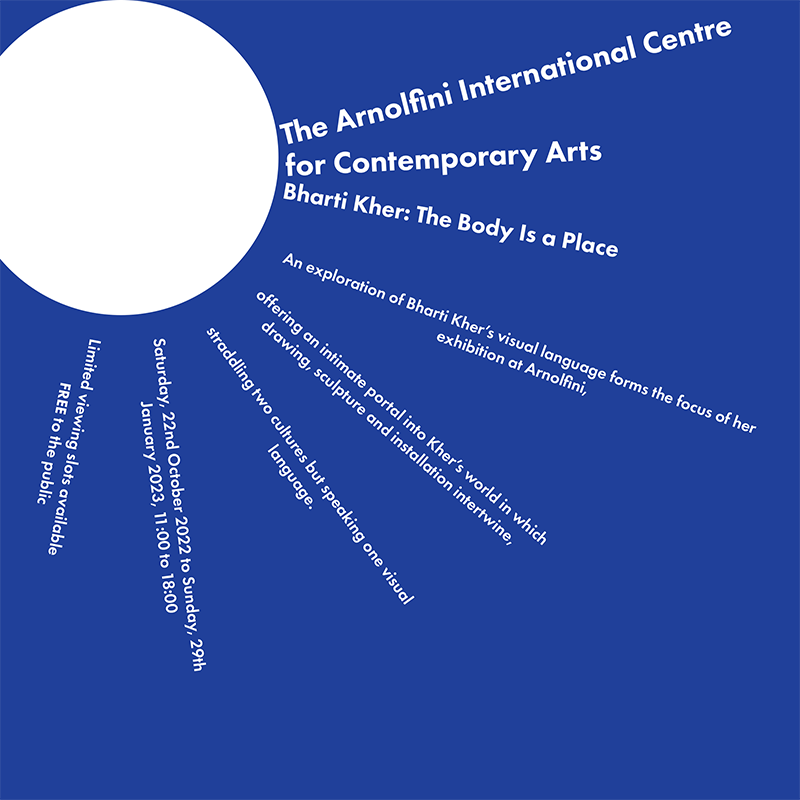 The Arnolfini International Centre
for Contemporary Arts
Bharti Kher: The Body Is a Place
An exploration of Bharti Kher’s visual language forms the focus of her
exhibition at Arnolfini,
offering an intimate portal into Kher’s world in which
drawing, sculpture and installation intertwine,
straddling two cultures but speaking one visual
language.
Saturday, 22nd October 2022 to Sunday, 29th
January 2023, 11:00 to 18:00
Limited viewing slots available
FREE to the public